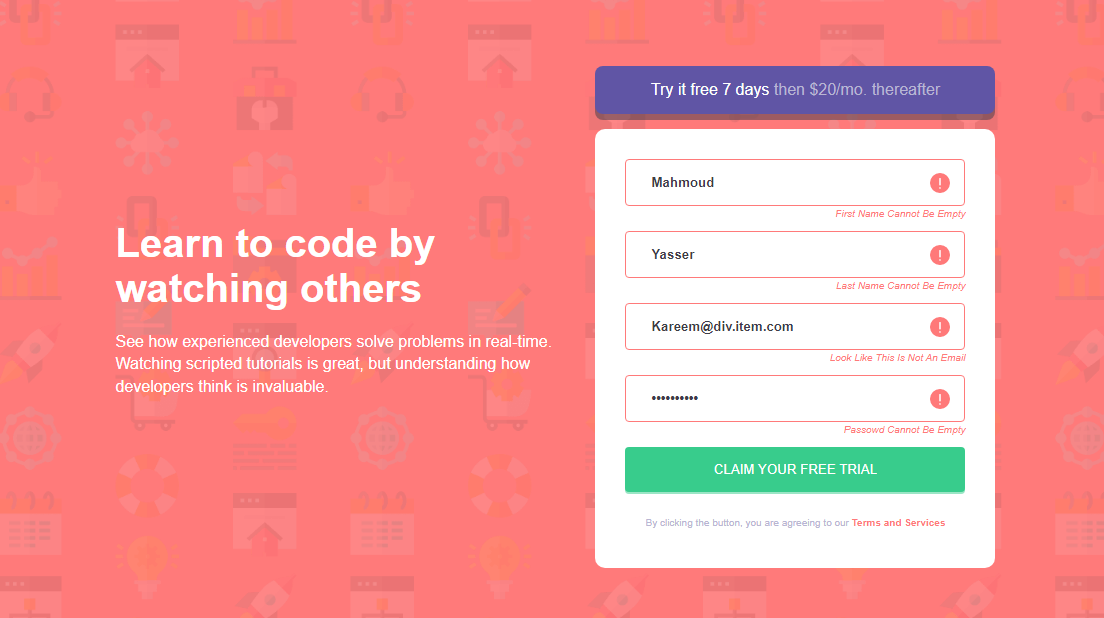 Learn to code by
watching others
See how experienced developers solve problems in real-time.
Watching scripted tutorials is great, but understanding how
developers think is invaluable.
Try it free 7 days then $20/mo. thereafter
Mahmoud
First Name Cannot Be Empty
Yasser
Last Name Cannot Be Empty
Kareem@div.item.com
Look Like This Is Not An Email
••••••••••
Passowd Cannot Be Empty
CLAIM YOUR FREE TRIAL
By clicking the button, you are agreeing to our Terms and Services